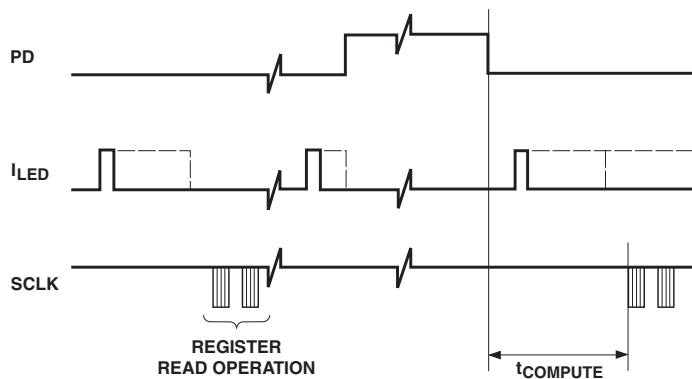 PD
ILED
SCLK
REGISTER
READ OPERATION
tCOMPUTE